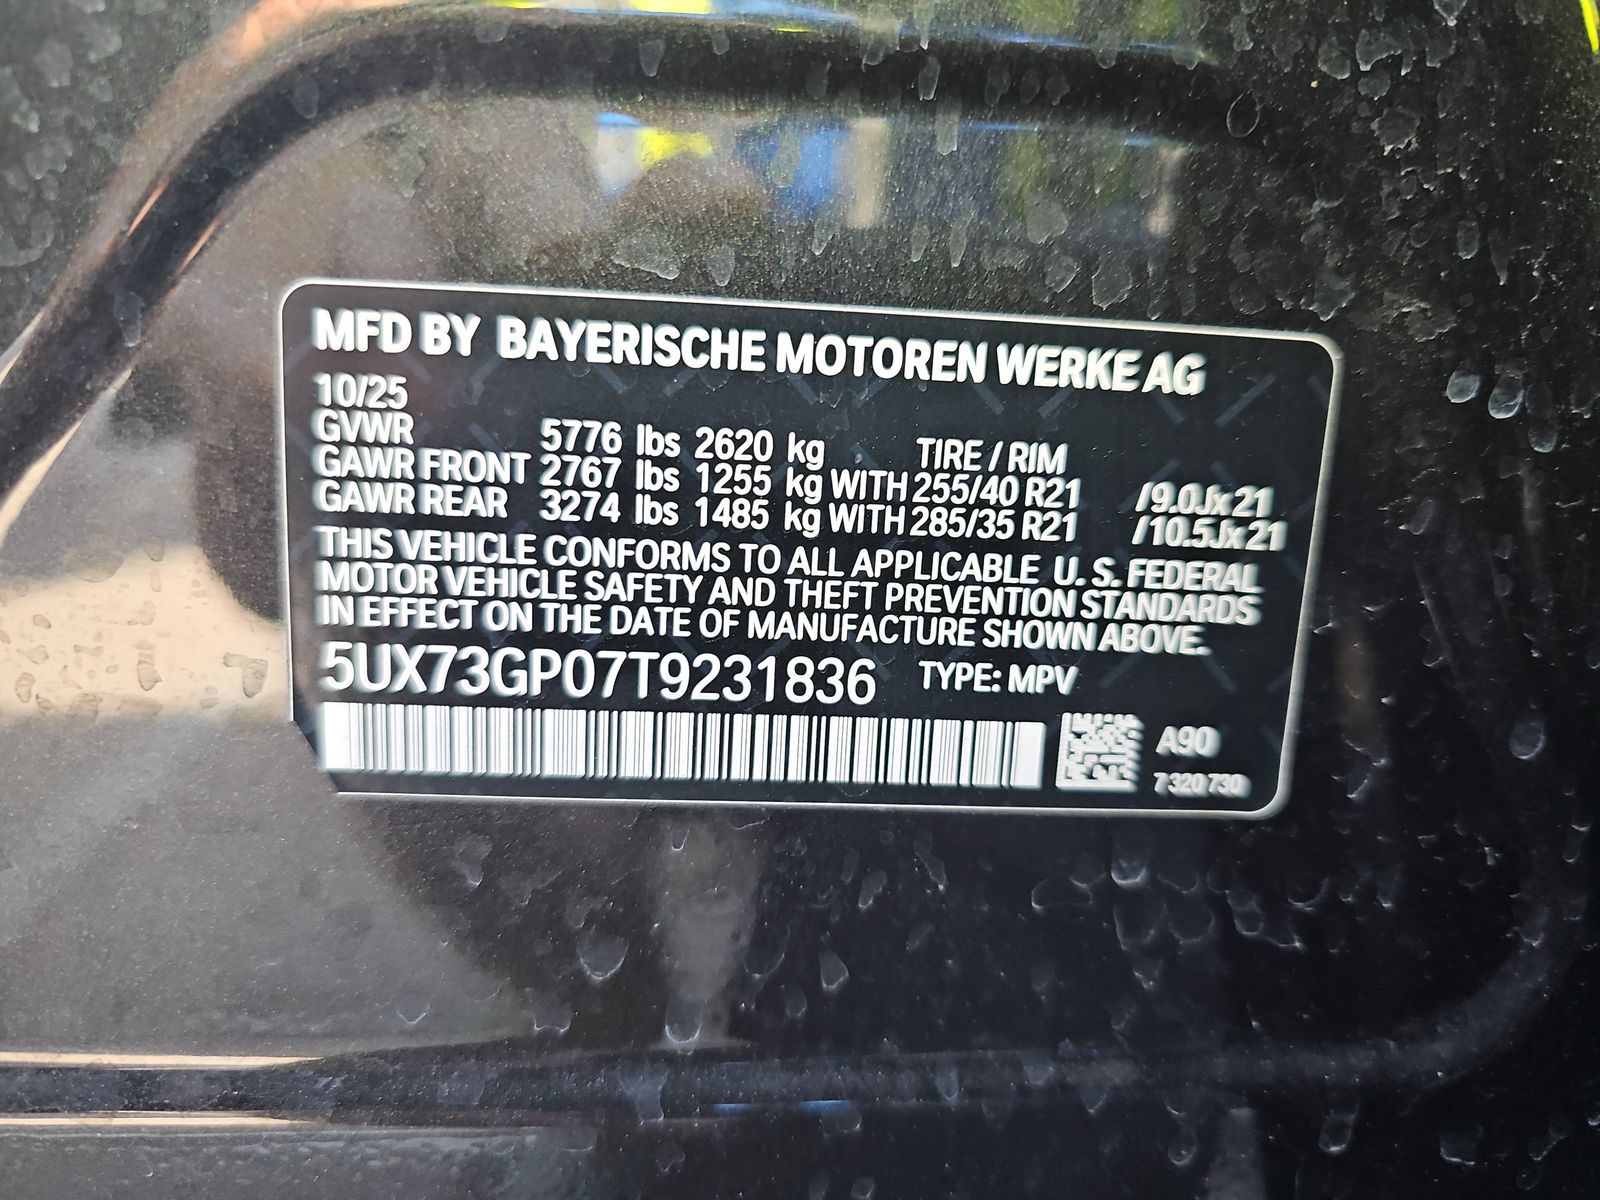 MFD BY BAYERISCHE MOTOREN WERKE AG
10/25
GVWR 5776 lbs 2620 kg TIRE / RIM
GAWR FRONT 2767 lbs 1255 kg WITH 255/40 R21 /9.0Jx21
GAWR REAR 3274 lbs 1485 kg WITH 285/35 R21 /10.5Jx21
THIS VEHICLE CONFORMS TO ALL APPLICABLE U. S. FEDERAL
MOTOR VEHICLE SAFETY AND THEFT PREVENTION STANDARDS
IN EFFECT ON THE DATE OF MANUFACTURE SHOWN ABOVE.
5UX73GP07T9231836 TYPE: MPV
A90
7 320 730